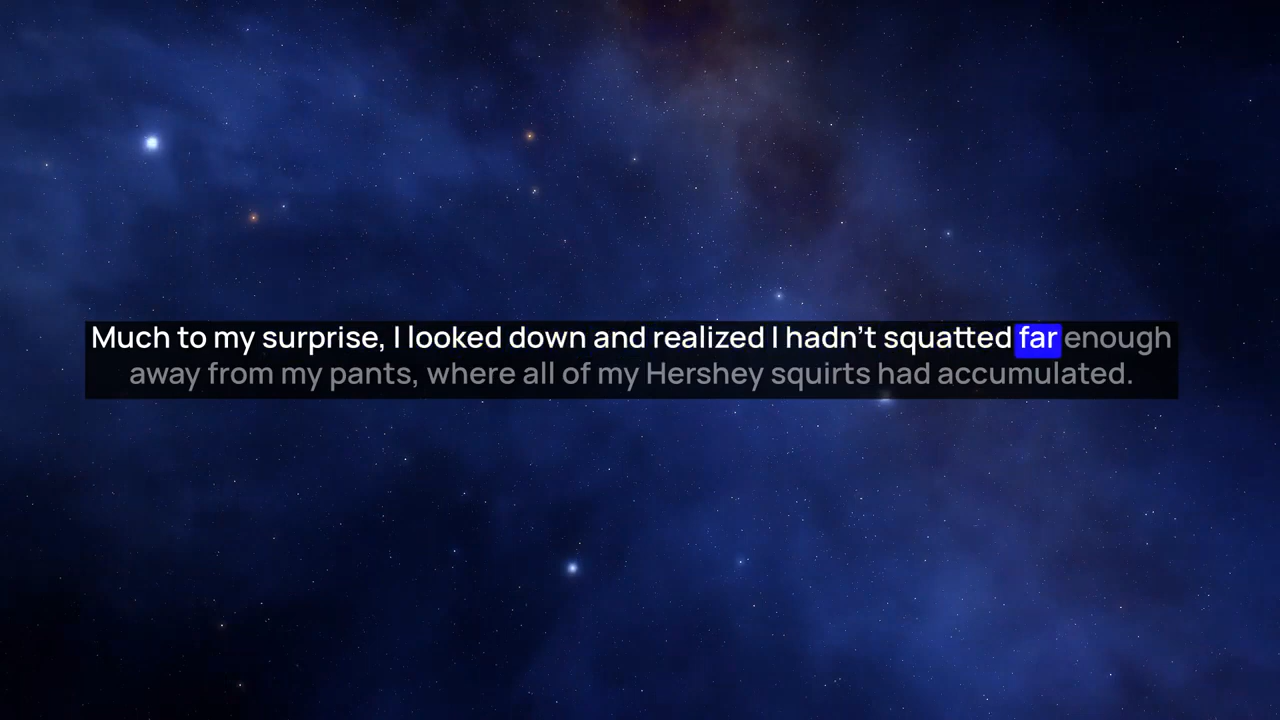 Much to my surprise, I looked down and realized I hadn't squatted far enough
away from my pants, where all of my Hershey squirts had accumulated.